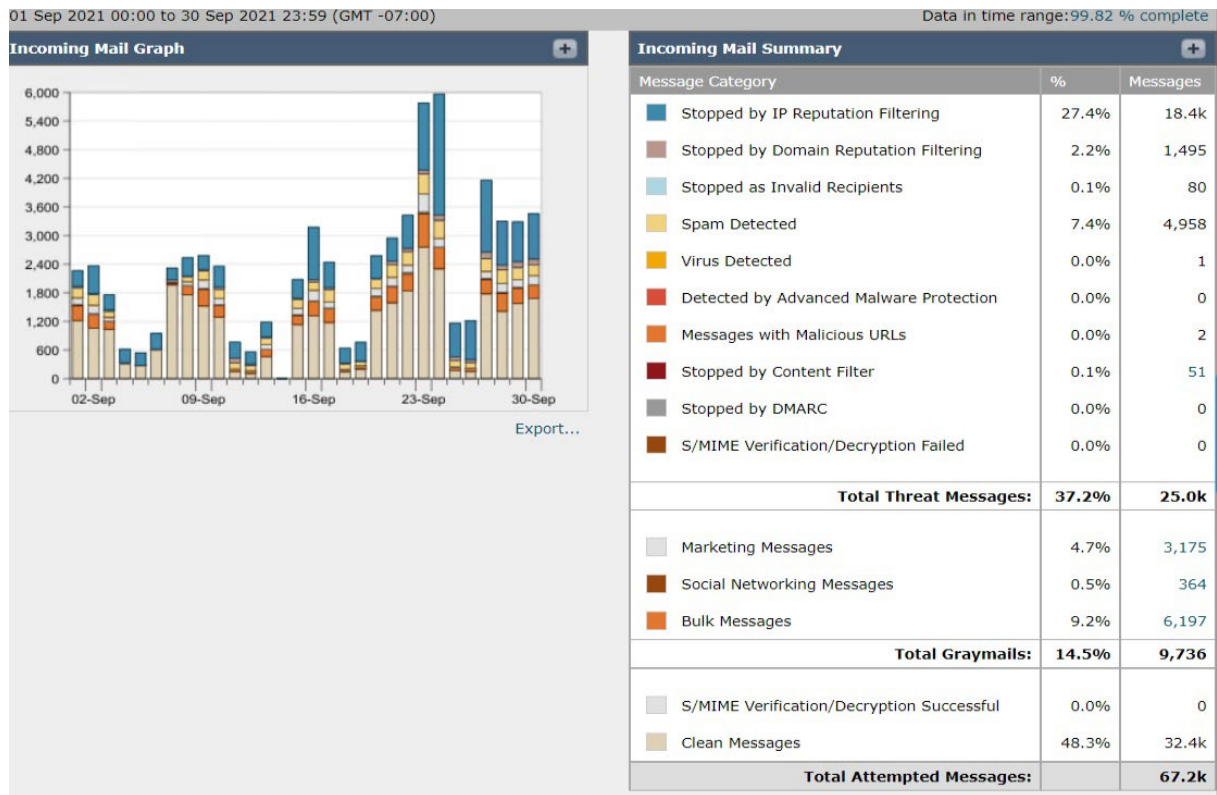 01 Sep 2021 00:00 to 30 Sep 2021 23:59 (GMT -07:00)
Data in time range:99.82 % complete
Incoming Mail Graph
6,000
5,400
4,800
4,200
3,600
3,000
2,400
1,800
1,200
600
0
02-Sep 09-Sep 16-Sep 23-Sep 30-Sep
Export...
Incoming Mail Summary
Message Category % Messages
Stopped by IP Reputation Filtering 27.4% 18.4k
Stopped by Domain Reputation Filtering 2.2% 1,495
Stopped as Invalid Recipients 0.1% 80
Spam Detected 7.4% 4,958
Virus Detected 0.0% 1
Detected by Advanced Malware Protection 0.0% 0
Messages with Malicious URLs 0.0% 2
Stopped by Content Filter 0.1% 51
Stopped by DMARC 0.0% 0
S/MIME Verification/Decryption Failed 0.0% 0
Total Threat Messages: 37.2% 25.0k
Marketing Messages 4.7% 3,175
Social Networking Messages 0.5% 364
Bulk Messages 9.2% 6,197
Total Graymails: 14.5% 9,736
S/MIME Verification/Decryption Successful 0.0% 0
Clean Messages 48.3% 32.4k
Total Attempted Messages: 67.2k